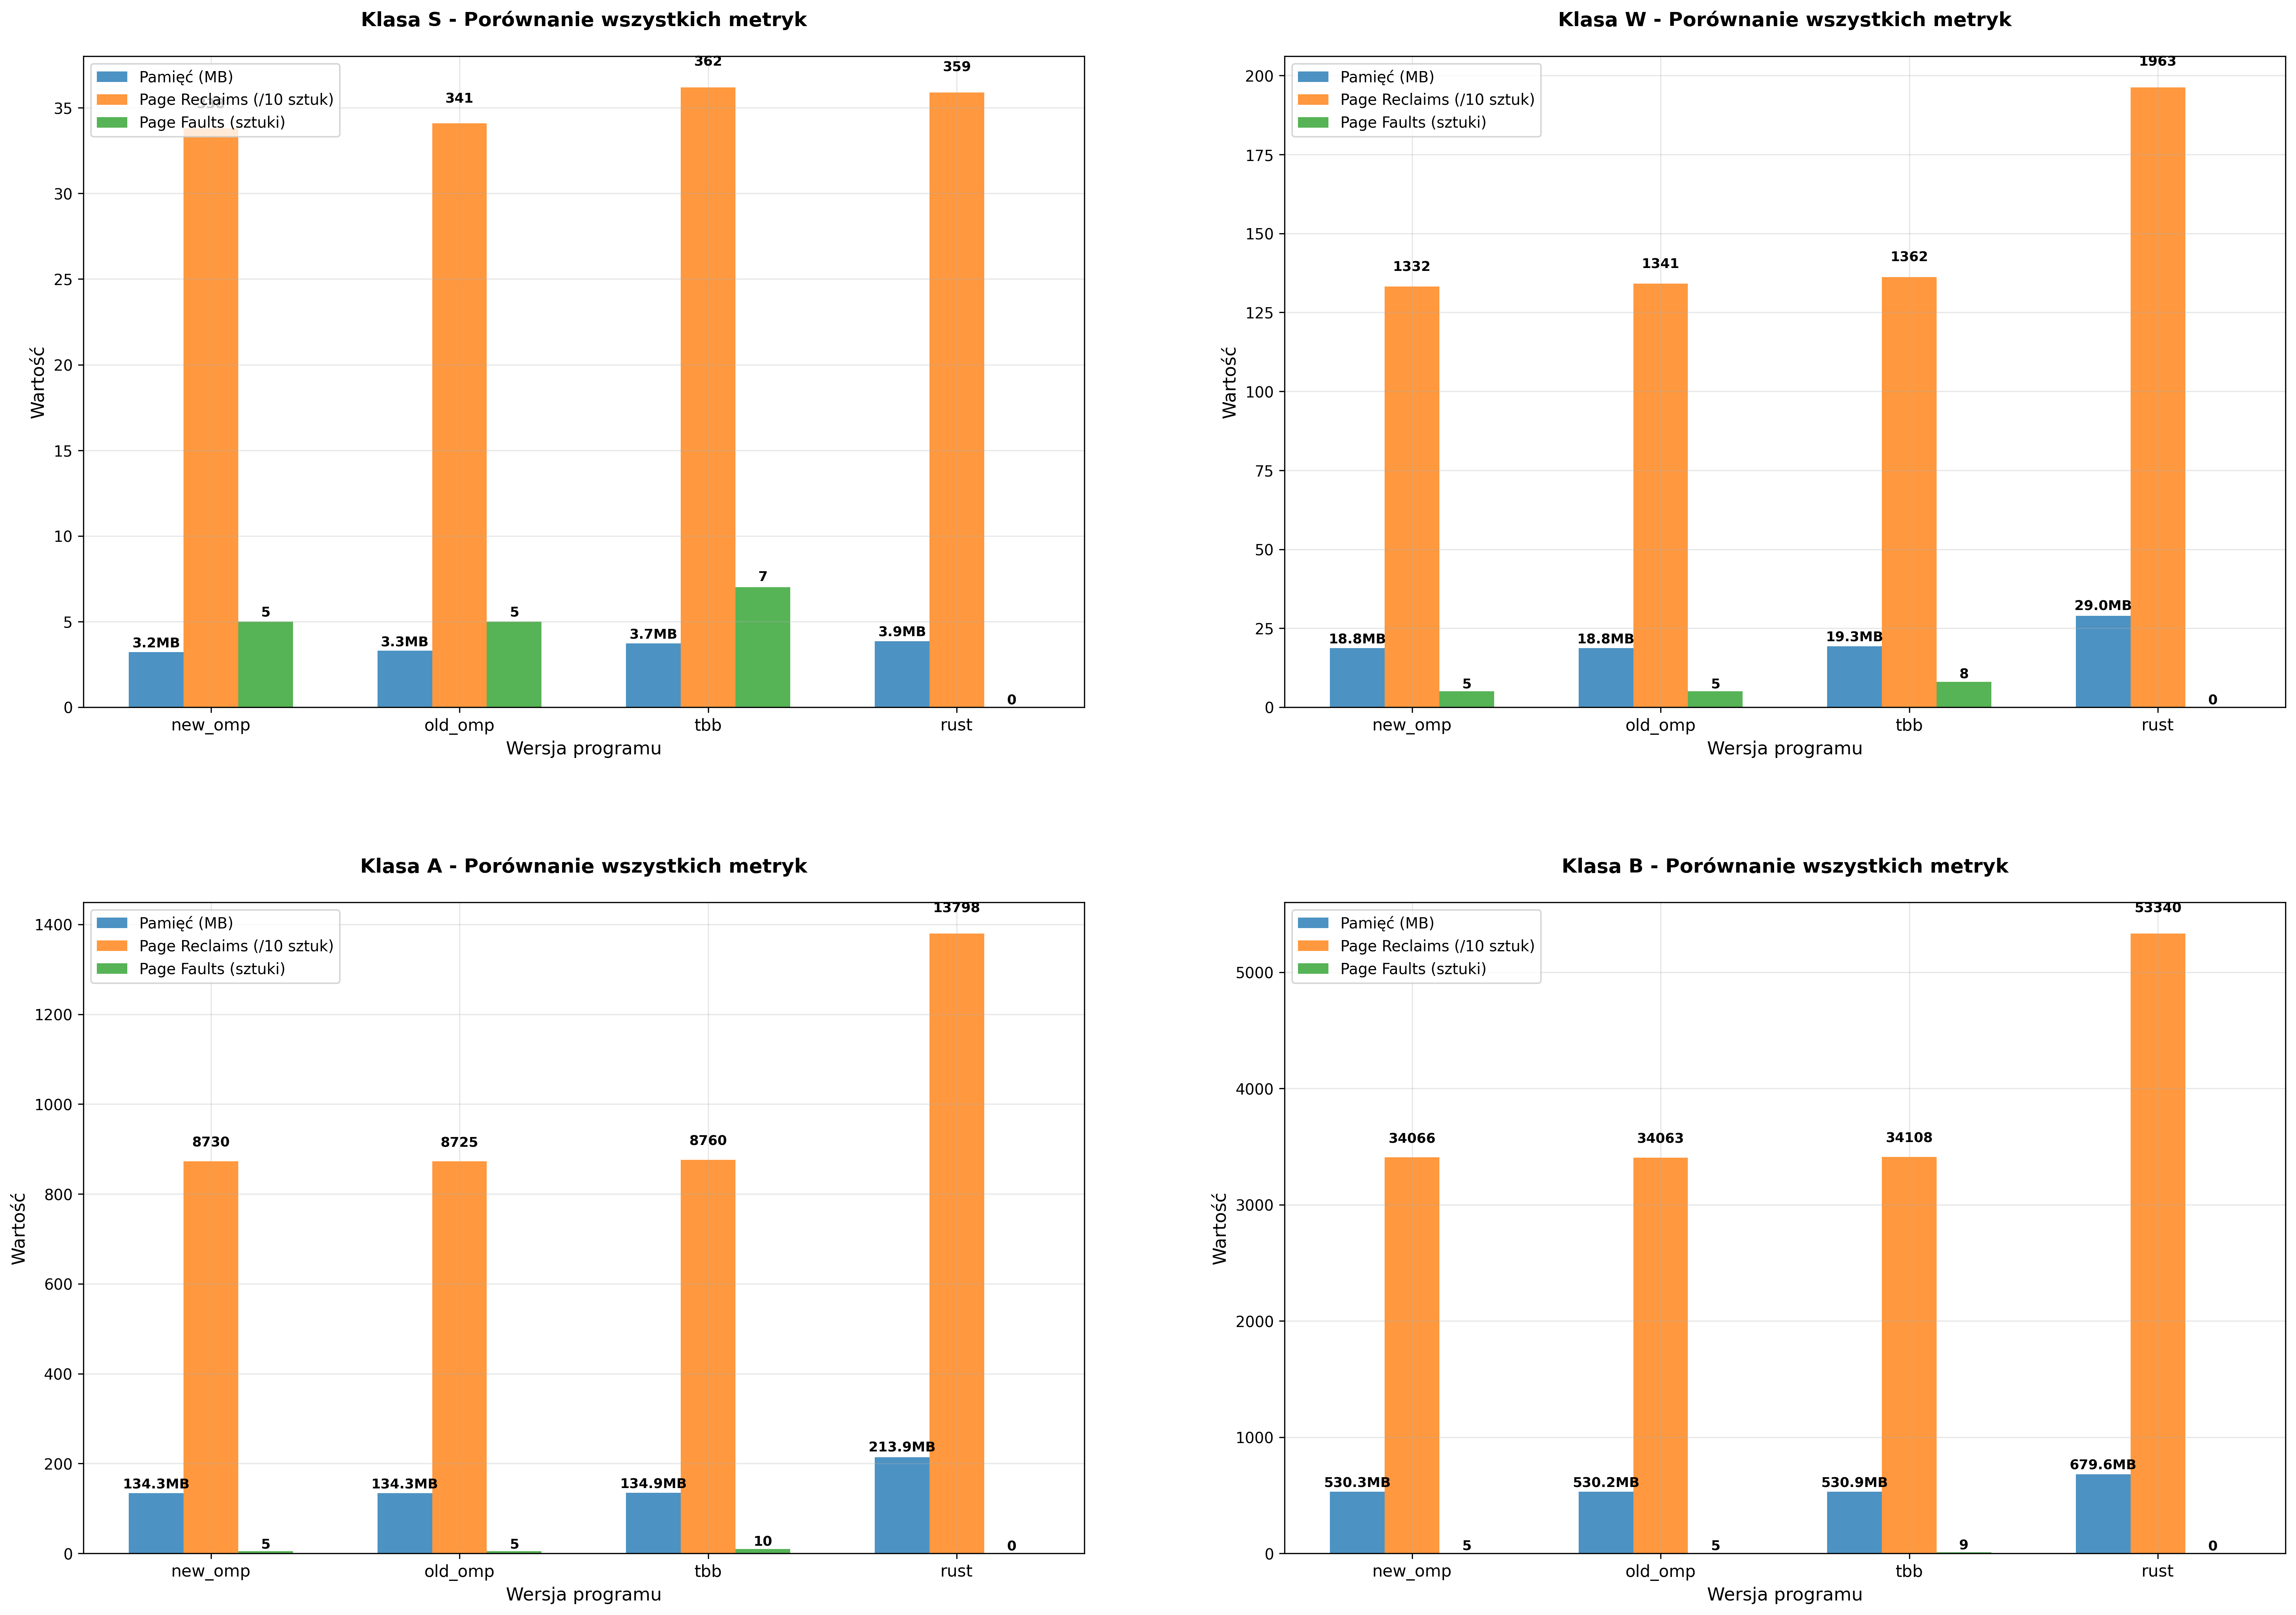 Klasa S - Porównanie wszystkich metryk
Wartość
35
30
25
20
15
10
5
0
Pamięć (MB)
Page Reclaims (/10 sztuk)
Page Faults (sztuki)
3.2MB
5
3.3MB
341
5
3.7MB
362
7
3.9MB
359
0
new_omp
old_omp
tbb
rust
Wersja programu
Klasa W - Porównanie wszystkich metryk
Wartość
200
175
150
125
100
75
50
25
0
Pamięć (MB)
Page Reclaims (/10 sztuk)
Page Faults (sztuki)
18.8MB
1332
5
18.8MB
1341
5
19.3MB
1362
8
29.0MB
1963
0
new_omp
old_omp
tbb
rust
Wersja programu
Klasa A - Porównanie wszystkich metryk
Wartość
1400
1200
1000
800
600
400
200
0
Pamięć (MB)
Page Reclaims (/10 sztuk)
Page Faults (sztuki)
134.3MB
8730
5
134.3MB
8725
5
134.9MB
8760
10
213.9MB
13798
0
new_omp
old_omp
tbb
rust
Wersja programu
Klasa B - Porównanie wszystkich metryk
Wartość
5000
4000
3000
2000
1000
0
Pamięć (MB)
Page Reclaims (/10 sztuk)
Page Faults (sztuki)
530.3MB
34066
5
530.2MB
34063
5
530.9MB
34108
9
679.6MB
53340
0
new_omp
old_omp
tbb
rust
Wersja programu